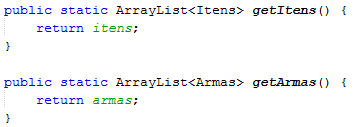 public static ArrayList<Itens> getItens() {
    return itens;
}
public static ArrayList<Armas> getArmas() {
    return armas;
}